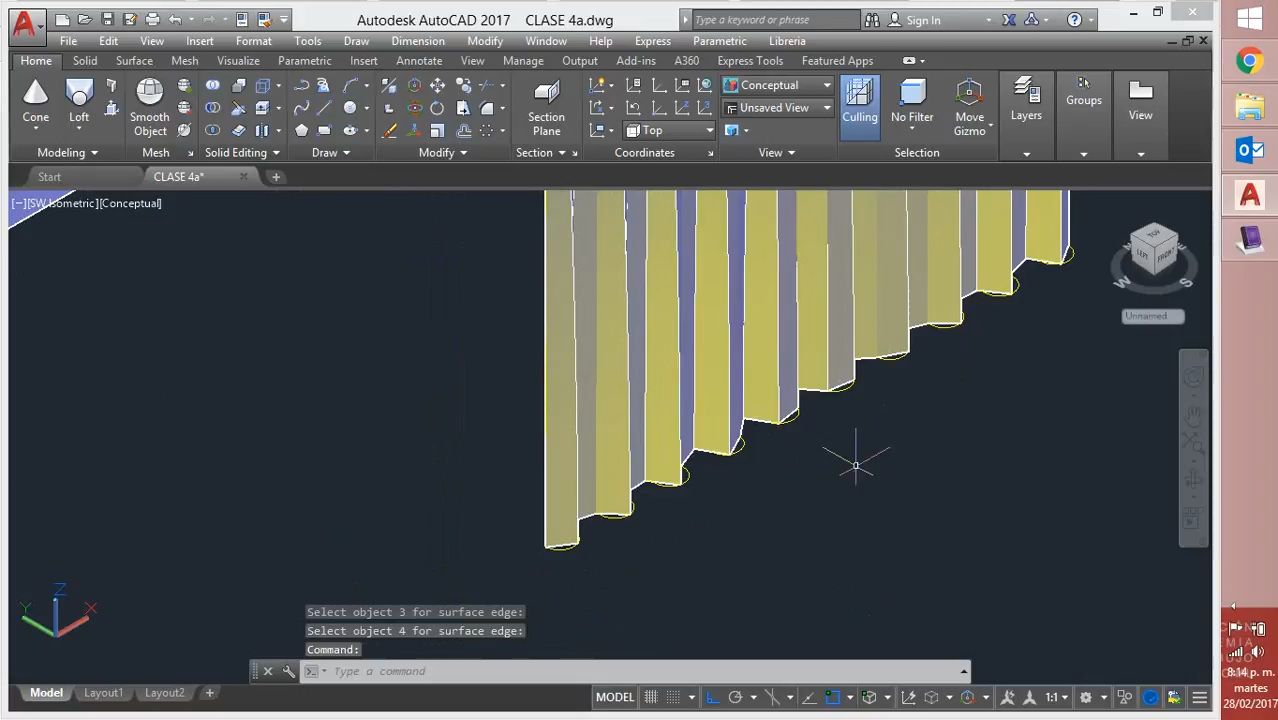 Autodesk AutoCAD 2017 CLASE 4a.dwg
Type a keyword or phrase
Sign In
File Edit View Insert Format Tools Draw Dimension Modify Window Help Express Parametric Libreria
Home Solid Surface Mesh Visualize Parametric Insert Annotate View Manage Output Add-ins A360 Express Tools Featured Apps
Cone
Loft
Smooth Object
Section Plane
Conceptual
Unsaved View
Top
Culling
No Filter
Move Gizmo
Layers
Groups
View
Modeling
Mesh
Solid Editing
Draw
Modify
Section
Coordinates
View
Selection
Start
CLASE 4a*
[−][SW Isometric][Conceptual]
TOP
LEFT
FRONT
W
S
Unnamed
Z
Y
X
Select object 3 for surface edge:
Select object 4 for surface edge:
Command:
Type a command
Model Layout1 Layout2
MODEL
1:1
8:14 p. m.
martes
28/02/2017